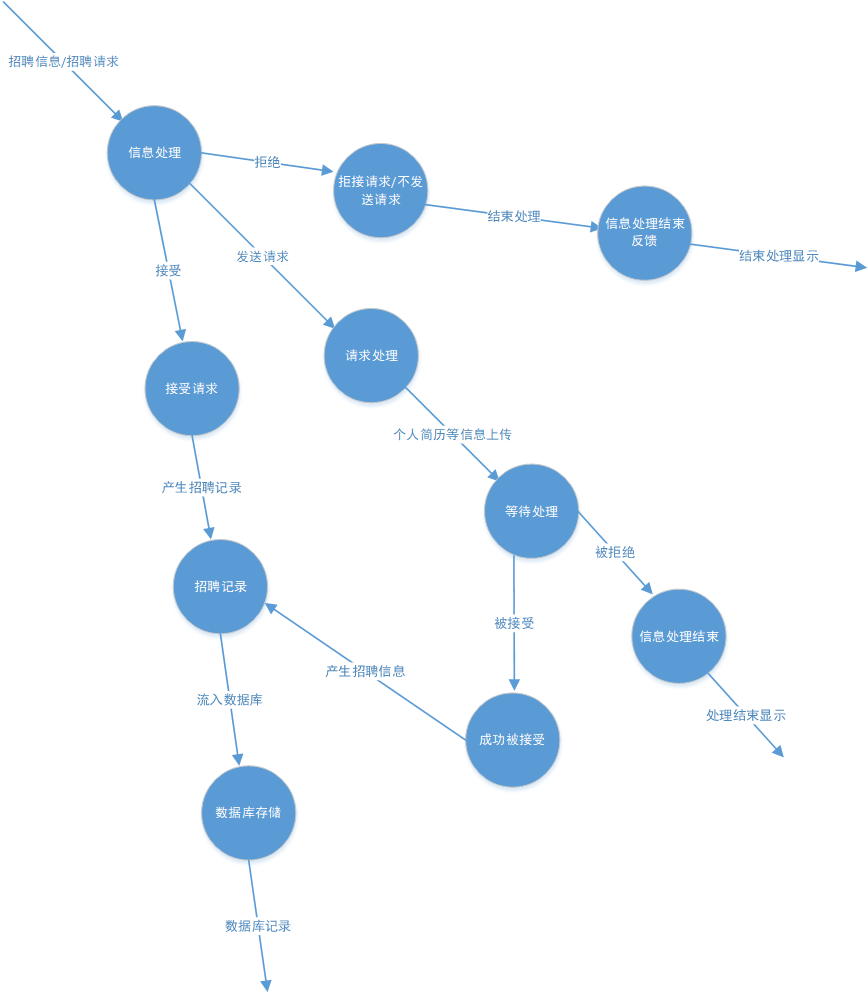 招聘信息/招聘请求
信息处理
拒绝
拒接请求/不发
送请求
结束处理
信息处理结束
反馈
结束处理显示
发送请求
接受
请求处理
接受请求
个人简历等信息上传
产生招聘记录
等待处理
被拒绝
招聘记录
被接受
信息处理结束
产生招聘信息
流入数据库
处理结束显示
成功被接受
数据库存储
数据库记录